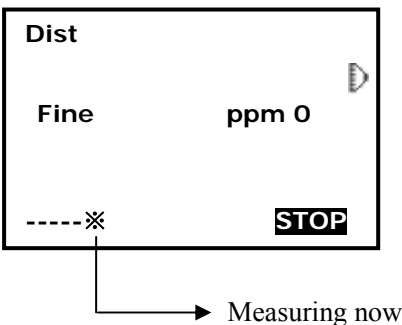 Dist
Fine ppm 0
-----※ STOP
Measuring now